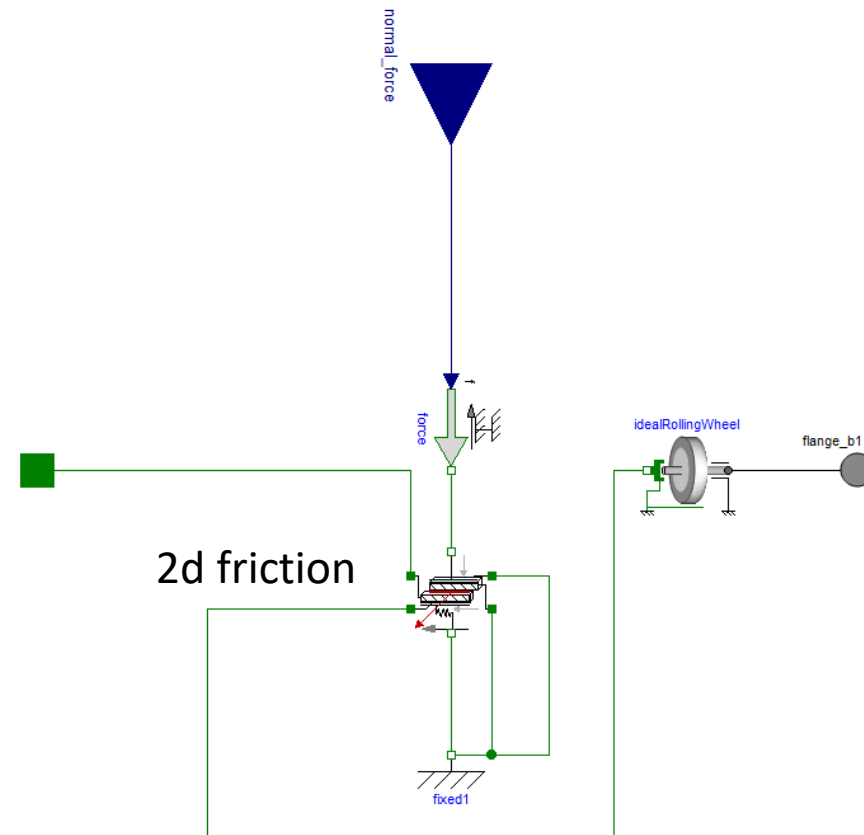 normal_force
f
force
idealRollingWheel
flange_b1
2d friction
fixed1